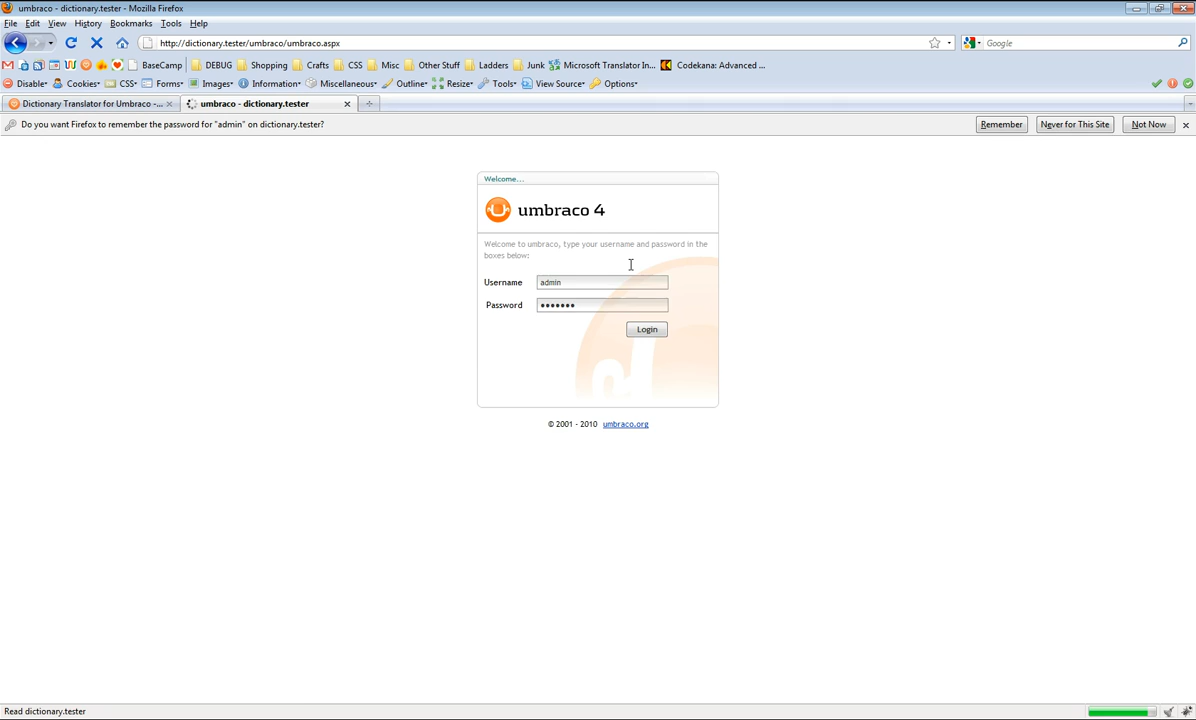 umbraco - dictionary.tester - Mozilla Firefox
File Edit View History Bookmarks Tools Help
http://dictionary.tester/umbraco/umbraco.aspx
Google
BaseCamp DEBUG Shopping Crafts CSS Misc Other Stuff Ladders Junk Microsoft Translator In... Codekana: Advanced ...
Disable Cookies CSS Forms Images Information Miscellaneous Outline Resize Tools View Source Options
Dictionary Translator for Umbraco -... umbraco - dictionary.tester
Do you want Firefox to remember the password for "admin" on dictionary.tester? Remember Never for This Site Not Now
Welcome...
umbraco 4
Welcome to umbraco, type your username and password in the
boxes below:
Username admin
Password
Login
© 2001 - 2010 umbraco.org
Read dictionary.tester